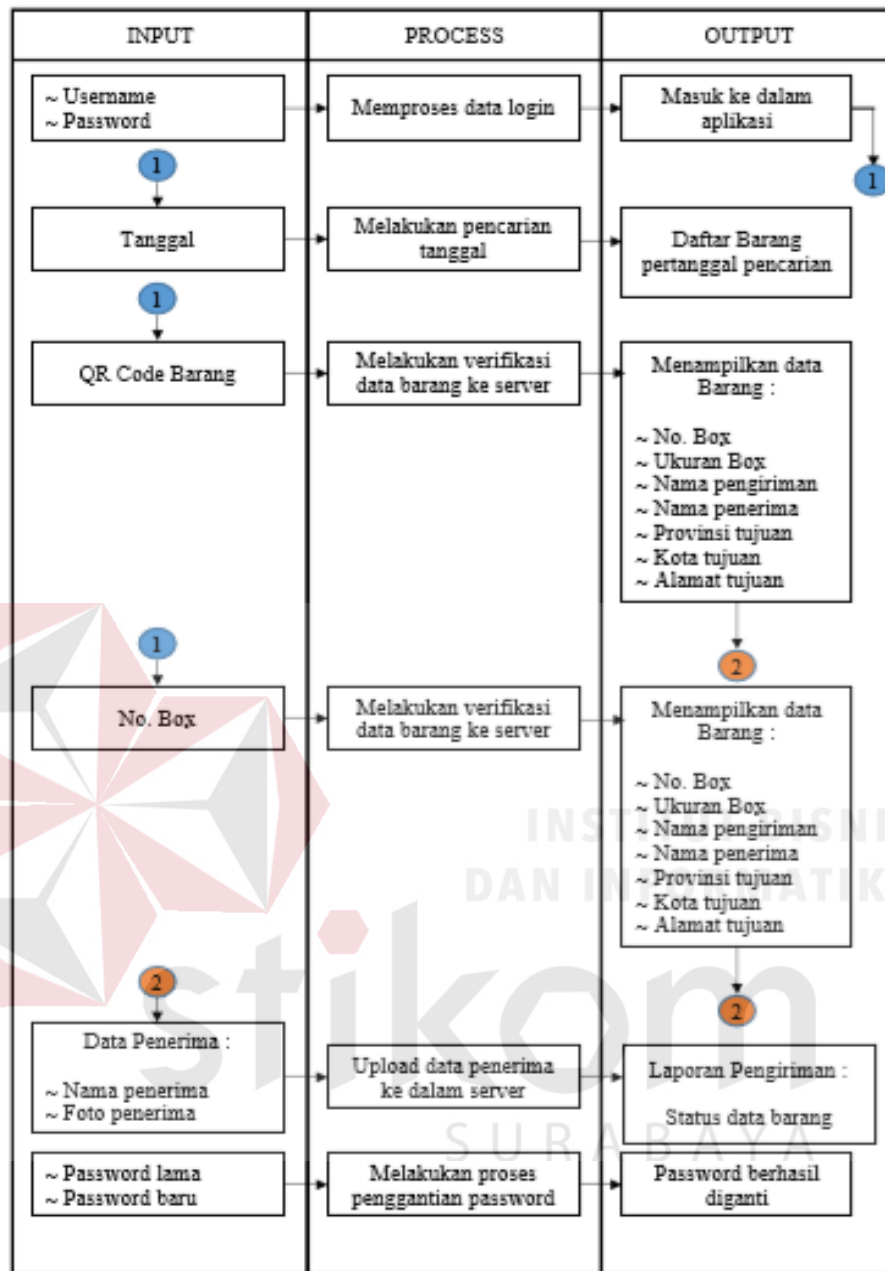 INPUT
PROCESS
OUTPUT
~ Username
~ Password
Memproses data login
Masuk ke dalam
aplikasi
1
1
Tanggal
Melakukan pencarian
tanggal
Daftar Barang
pertanggal pencarian
1
QR Code Barang
Melakukan verifikasi
data barang ke server
Menampilkan data
Barang :
~ No. Box
~ Ukuran Box
~ Nama pengiriman
~ Nama penerima
~ Provinsi tujuan
~ Kota tujuan
~ Alamat tujuan
1
2
No. Box
Melakukan verifikasi
data barang ke server
Menampilkan data
Barang :
~ No. Box
~ Ukuran Box
~ Nama pengiriman
~ Nama penerima
~ Provinsi tujuan
~ Kota tujuan
~ Alamat tujuan
2
2
Data Penerima :
~ Nama penerima
~ Foto penerima
Upload data penerima
ke dalam server
Laporan Pengiriman :
Status data barang
~ Password lama
~ Password baru
Melakukan proses
penggantian password
Password berhasil
diganti
INSTITUT BISNI
DAN INFORMATIK
stikom
SURABAYA